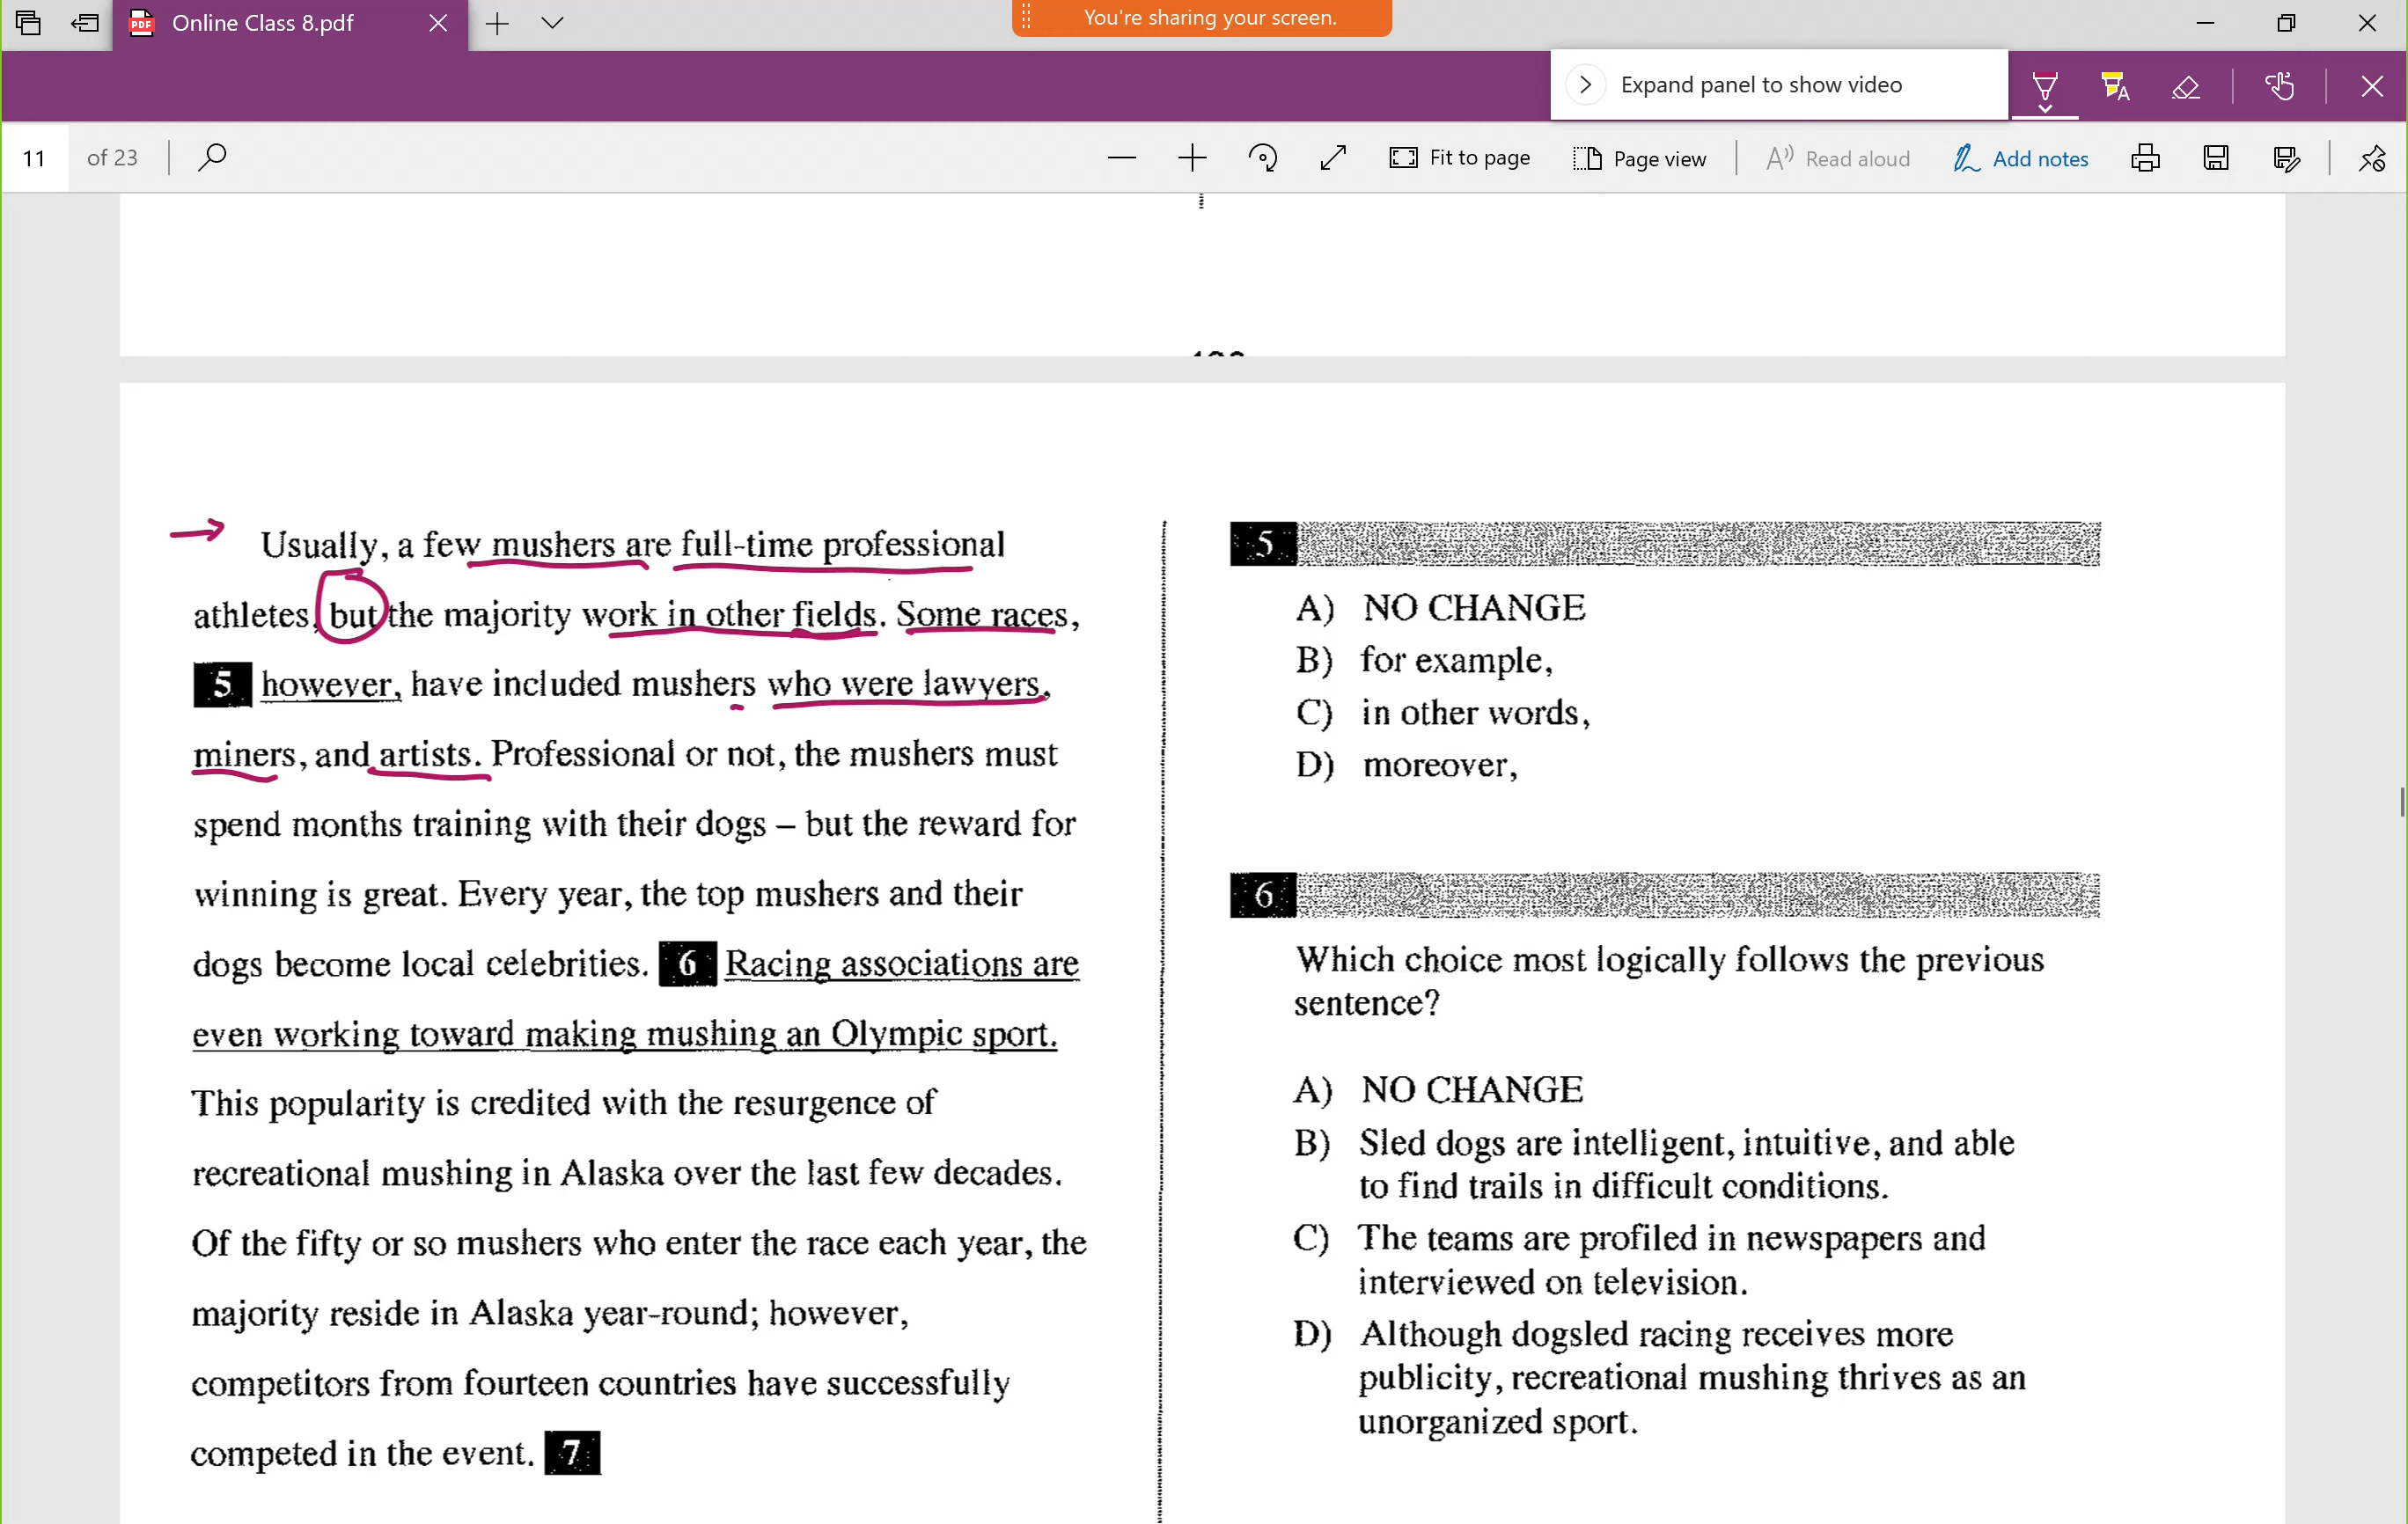 Online Class 8.pdf
You're sharing your screen.
Expand panel to show video
11 of 23
Fit to page
Page view
Read aloud
Add notes
Usually, a few mushers are full-time professional
athletes, but the majority work in other fields. Some races,
5 however, have included mushers who were lawyers,
miners, and artists. Professional or not, the mushers must
spend months training with their dogs – but the reward for
winning is great. Every year, the top mushers and their
dogs become local celebrities. 6 Racing associations are
even working toward making mushing an Olympic sport.
This popularity is credited with the resurgence of
recreational mushing in Alaska over the last few decades.
Of the fifty or so mushers who enter the race each year, the
majority reside in Alaska year-round; however,
competitors from fourteen countries have successfully
competed in the event. 7
5
A) NO CHANGE
B) for example,
C) in other words,
D) moreover,
6
Which choice most logically follows the previous
sentence?
A) NO CHANGE
B) Sled dogs are intelligent, intuitive, and able
to find trails in difficult conditions.
C) The teams are profiled in newspapers and
interviewed on television.
D) Although dogsled racing receives more
publicity, recreational mushing thrives as an
unorganized sport.